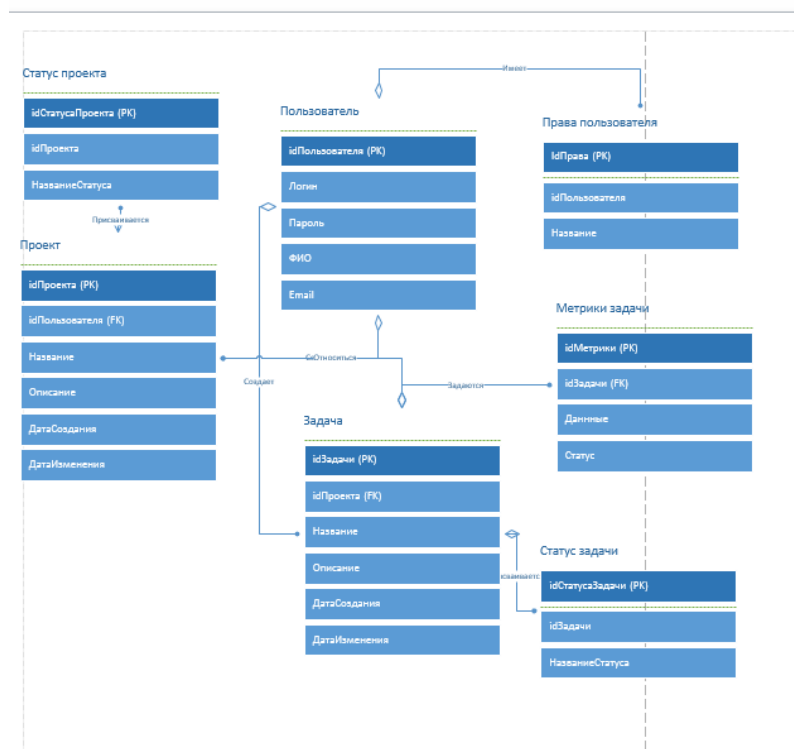 Статус проекта
idСтатусаПроекта (PK)
idПроекта
НазваниеСтатуса
Присваивается
Проект
idПроекта (PK)
idПользователя (FK)
Название
Описание
ДатаСоздания
ДатаИзменения
Имеет
Пользователь
idПользователя (PK)
Логин
Пароль
ФИО
Email
Права пользователя
IdПрава (PK)
idПользователя
Название
Метрики задачи
idМетрики (PK)
idЗадачи (FK)
Даннные
Статус
Относиться
Создает
Задаются
Задача
idЗадачи (PK)
idПроекта (FK)
Название
Описание
ДатаСоздания
ДатаИзменения
Статус задачи
idСтатусаЗадачи (PK)
idЗадачи
НазваниеСтатуса